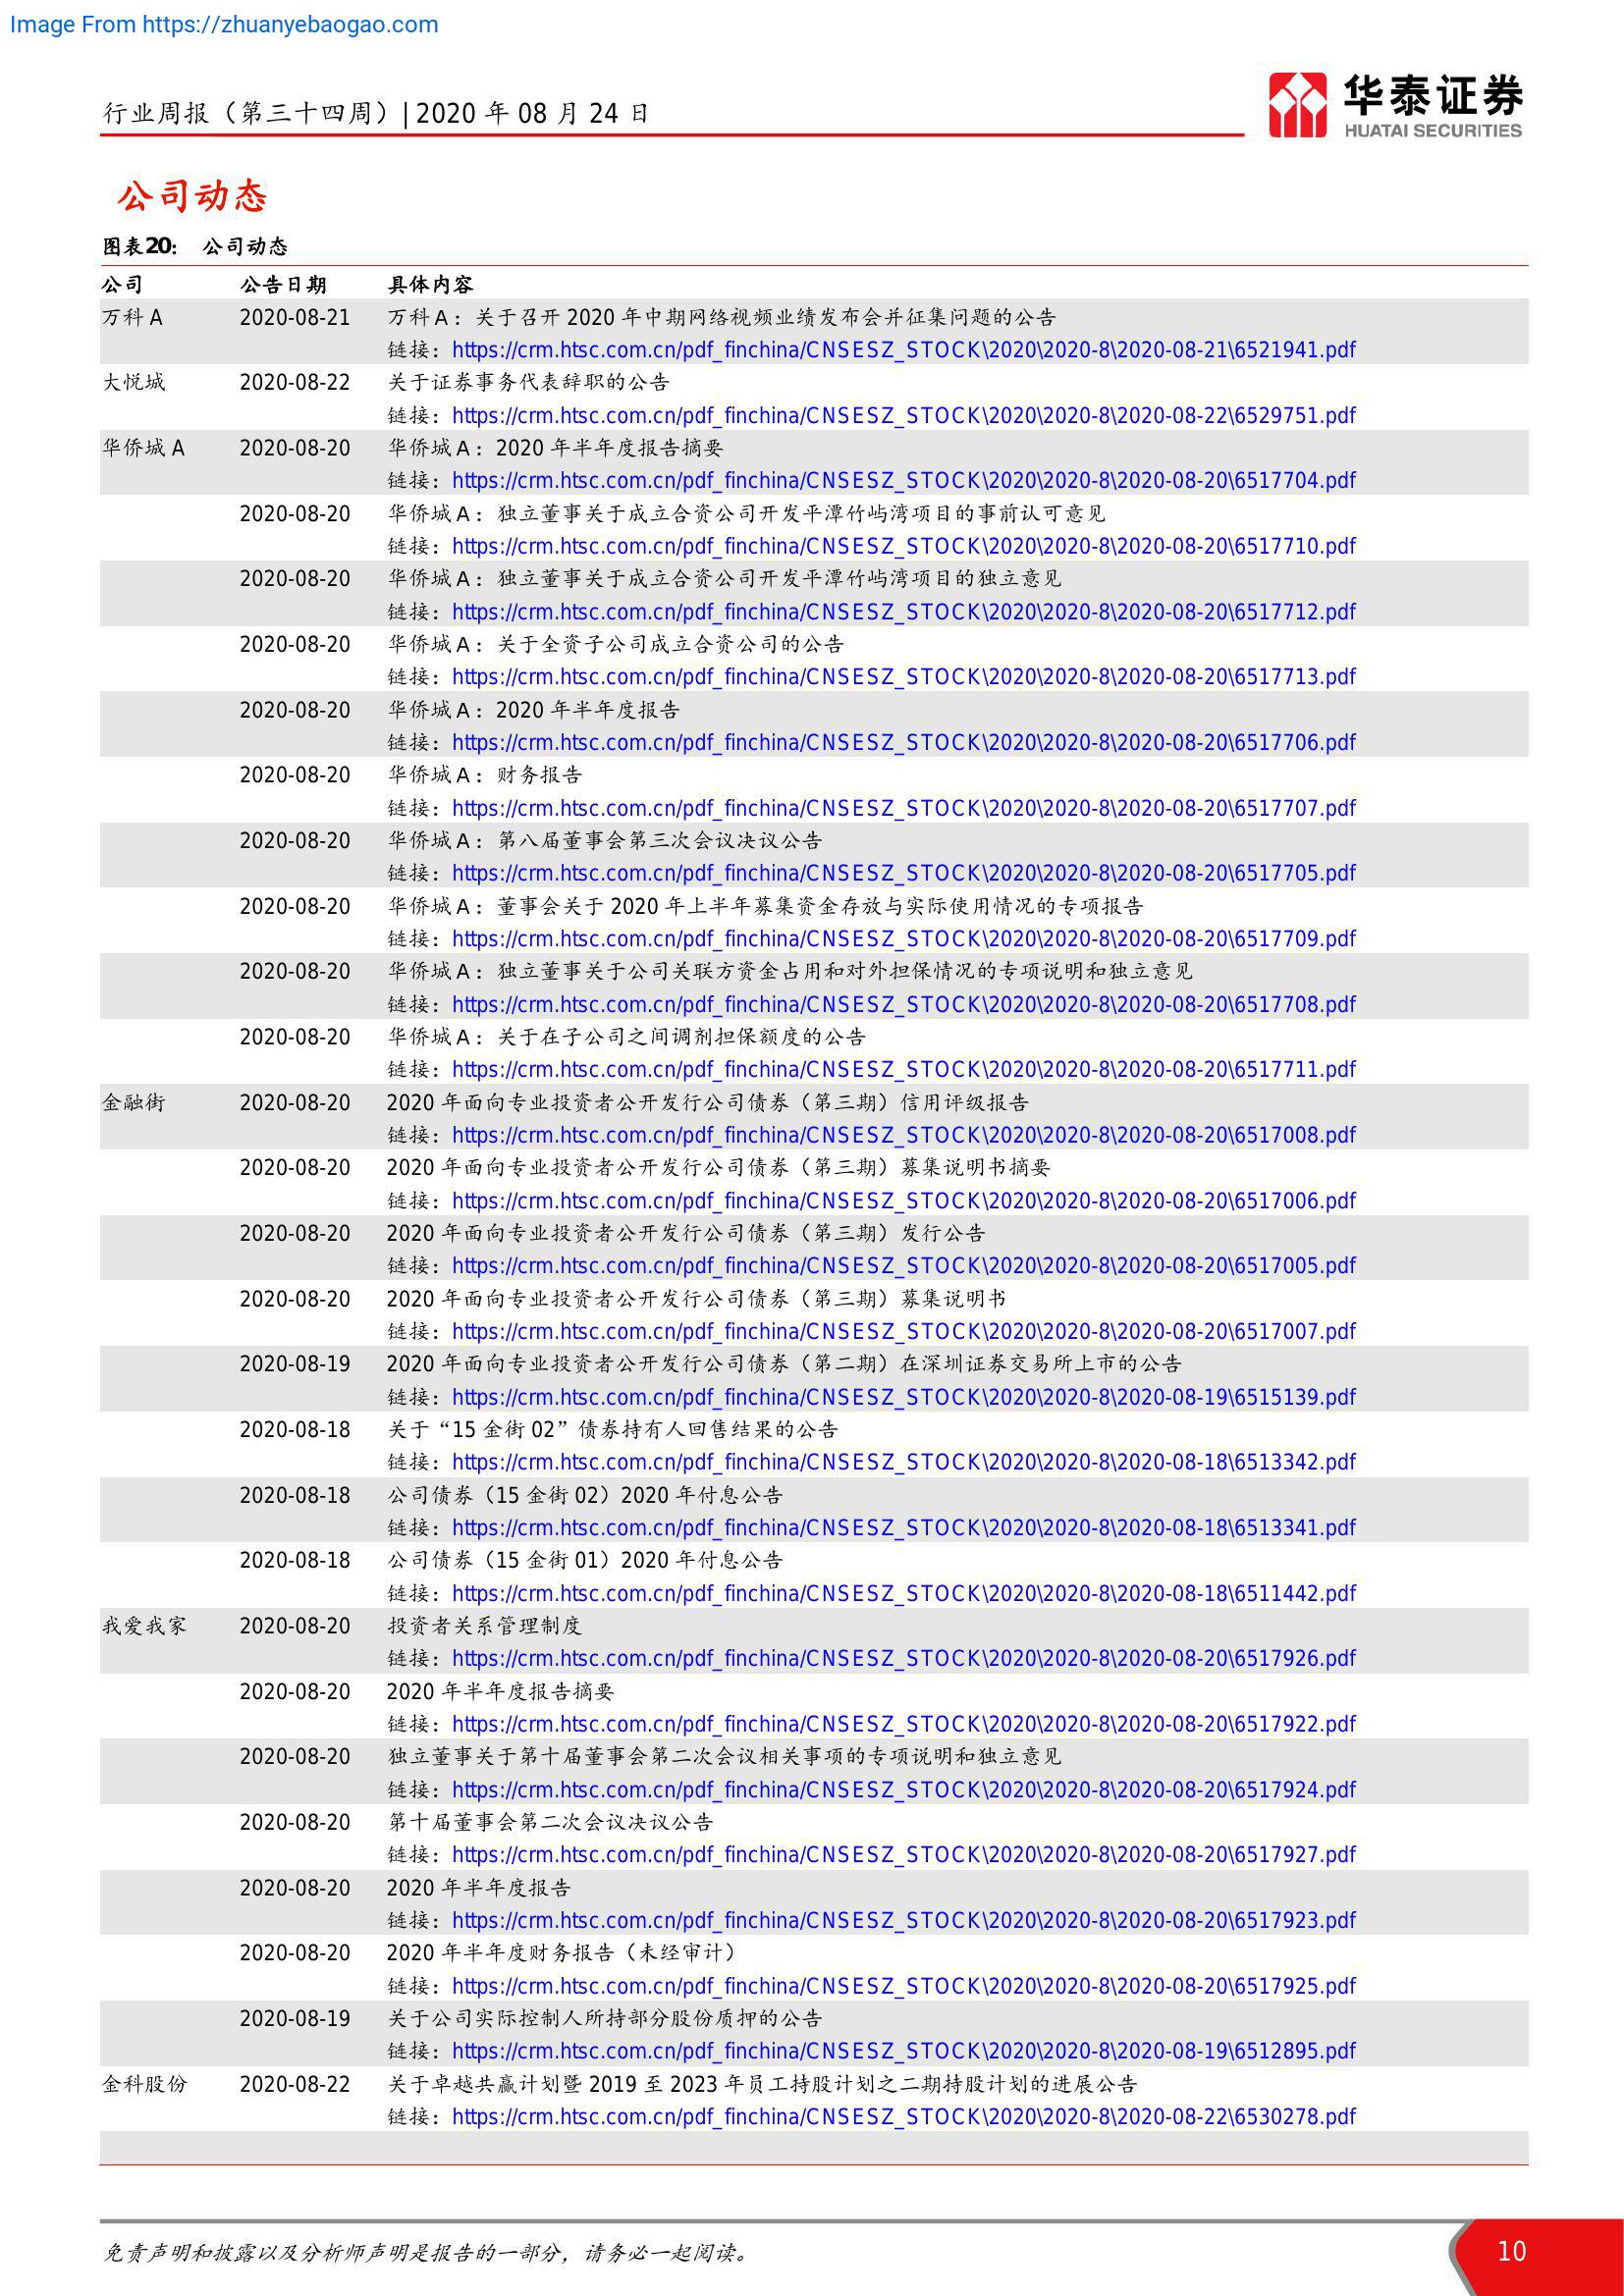 Image From https://zhuanyebaogao.com
行业周报（第三十四周）| 2020 年 08 月 24 日
华泰证券
HUATAI SECURITIES
公司动态
图表20： 公司动态
公司 公告日期 具体内容
万科 A 2020-08-21 万科 A：关于召开 2020 年中期网络视频业绩发布会并征集问题的公告
链接：https://crm.htsc.com.cn/pdf_finchina/CNSESZ_STOCK\2020\2020-8\2020-08-21\6521941.pdf
大悦城 2020-08-22 关于证券事务代表辞职的公告
链接：https://crm.htsc.com.cn/pdf_finchina/CNSESZ_STOCK\2020\2020-8\2020-08-22\6529751.pdf
华侨城 A 2020-08-20 华侨城 A：2020 年半年度报告摘要
链接：https://crm.htsc.com.cn/pdf_finchina/CNSESZ_STOCK\2020\2020-8\2020-08-20\6517704.pdf
2020-08-20 华侨城 A：独立董事关于成立合资公司开发平潭竹屿湾项目的事前认可意见
链接：https://crm.htsc.com.cn/pdf_finchina/CNSESZ_STOCK\2020\2020-8\2020-08-20\6517710.pdf
2020-08-20 华侨城 A：独立董事关于成立合资公司开发平潭竹屿湾项目的独立意见
链接：https://crm.htsc.com.cn/pdf_finchina/CNSESZ_STOCK\2020\2020-8\2020-08-20\6517712.pdf
2020-08-20 华侨城 A：关于全资子公司成立合资公司的公告
链接：https://crm.htsc.com.cn/pdf_finchina/CNSESZ_STOCK\2020\2020-8\2020-08-20\6517713.pdf
2020-08-20 华侨城 A：2020 年半年度报告
链接：https://crm.htsc.com.cn/pdf_finchina/CNSESZ_STOCK\2020\2020-8\2020-08-20\6517706.pdf
2020-08-20 华侨城 A：财务报告
链接：https://crm.htsc.com.cn/pdf_finchina/CNSESZ_STOCK\2020\2020-8\2020-08-20\6517707.pdf
2020-08-20 华侨城 A：第八届董事会第三次会议决议公告
链接：https://crm.htsc.com.cn/pdf_finchina/CNSESZ_STOCK\2020\2020-8\2020-08-20\6517705.pdf
2020-08-20 华侨城 A：董事会关于 2020 年上半年募集资金存放与实际使用情况的专项报告
链接：https://crm.htsc.com.cn/pdf_finchina/CNSESZ_STOCK\2020\2020-8\2020-08-20\6517709.pdf
2020-08-20 华侨城 A：独立董事关于公司关联方资金占用和对外担保情况的专项说明和独立意见
链接：https://crm.htsc.com.cn/pdf_finchina/CNSESZ_STOCK\2020\2020-8\2020-08-20\6517708.pdf
2020-08-20 华侨城 A：关于在子公司之间调剂担保额度的公告
链接：https://crm.htsc.com.cn/pdf_finchina/CNSESZ_STOCK\2020\2020-8\2020-08-20\6517711.pdf
金融街 2020-08-20 2020 年面向专业投资者公开发行公司债券（第三期）信用评级报告
链接：https://crm.htsc.com.cn/pdf_finchina/CNSESZ_STOCK\2020\2020-8\2020-08-20\6517008.pdf
2020-08-20 2020 年面向专业投资者公开发行公司债券（第三期）募集说明书摘要
链接：https://crm.htsc.com.cn/pdf_finchina/CNSESZ_STOCK\2020\2020-8\2020-08-20\6517006.pdf
2020-08-20 2020 年面向专业投资者公开发行公司债券（第三期）发行公告
链接：https://crm.htsc.com.cn/pdf_finchina/CNSESZ_STOCK\2020\2020-8\2020-08-20\6517005.pdf
2020-08-20 2020 年面向专业投资者公开发行公司债券（第三期）募集说明书
链接：https://crm.htsc.com.cn/pdf_finchina/CNSESZ_STOCK\2020\2020-8\2020-08-20\6517007.pdf
2020-08-19 2020 年面向专业投资者公开发行公司债券（第二期）在深圳证券交易所上市的公告
链接：https://crm.htsc.com.cn/pdf_finchina/CNSESZ_STOCK\2020\2020-8\2020-08-19\6515139.pdf
2020-08-18 关于“15 金街 02”债券持有人回售结果的公告
链接：https://crm.htsc.com.cn/pdf_finchina/CNSESZ_STOCK\2020\2020-8\2020-08-18\6513342.pdf
2020-08-18 公司债券（15 金街 02）2020 年付息公告
链接：https://crm.htsc.com.cn/pdf_finchina/CNSESZ_STOCK\2020\2020-8\2020-08-18\6513341.pdf
2020-08-18 公司债券（15 金街 01）2020 年付息公告
链接：https://crm.htsc.com.cn/pdf_finchina/CNSESZ_STOCK\2020\2020-8\2020-08-18\6511442.pdf
我爱我家 2020-08-20 投资者关系管理制度
链接：https://crm.htsc.com.cn/pdf_finchina/CNSESZ_STOCK\2020\2020-8\2020-08-20\6517926.pdf
2020-08-20 2020 年半年度报告摘要
链接：https://crm.htsc.com.cn/pdf_finchina/CNSESZ_STOCK\2020\2020-8\2020-08-20\6517922.pdf
2020-08-20 独立董事关于第十届董事会第二次会议相关事项的专项说明和独立意见
链接：https://crm.htsc.com.cn/pdf_finchina/CNSESZ_STOCK\2020\2020-8\2020-08-20\6517924.pdf
2020-08-20 第十届董事会第二次会议决议公告
链接：https://crm.htsc.com.cn/pdf_finchina/CNSESZ_STOCK\2020\2020-8\2020-08-20\6517927.pdf
2020-08-20 2020 年半年度报告
链接：https://crm.htsc.com.cn/pdf_finchina/CNSESZ_STOCK\2020\2020-8\2020-08-20\6517923.pdf
2020-08-20 2020 年半年度财务报告（未经审计）
链接：https://crm.htsc.com.cn/pdf_finchina/CNSESZ_STOCK\2020\2020-8\2020-08-20\6517925.pdf
2020-08-19 关于公司实际控制人所持部分股份质押的公告
链接：https://crm.htsc.com.cn/pdf_finchina/CNSESZ_STOCK\2020\2020-8\2020-08-19\6512895.pdf
金科股份 2020-08-22 关于卓越共赢计划暨 2019 至 2023 年员工持股计划之二期持股计划的进展公告
链接：https://crm.htsc.com.cn/pdf_finchina/CNSESZ_STOCK\2020\2020-8\2020-08-22\6530278.pdf
免责声明和披露以及分析师声明是报告的一部分，请务必一起阅读。
10